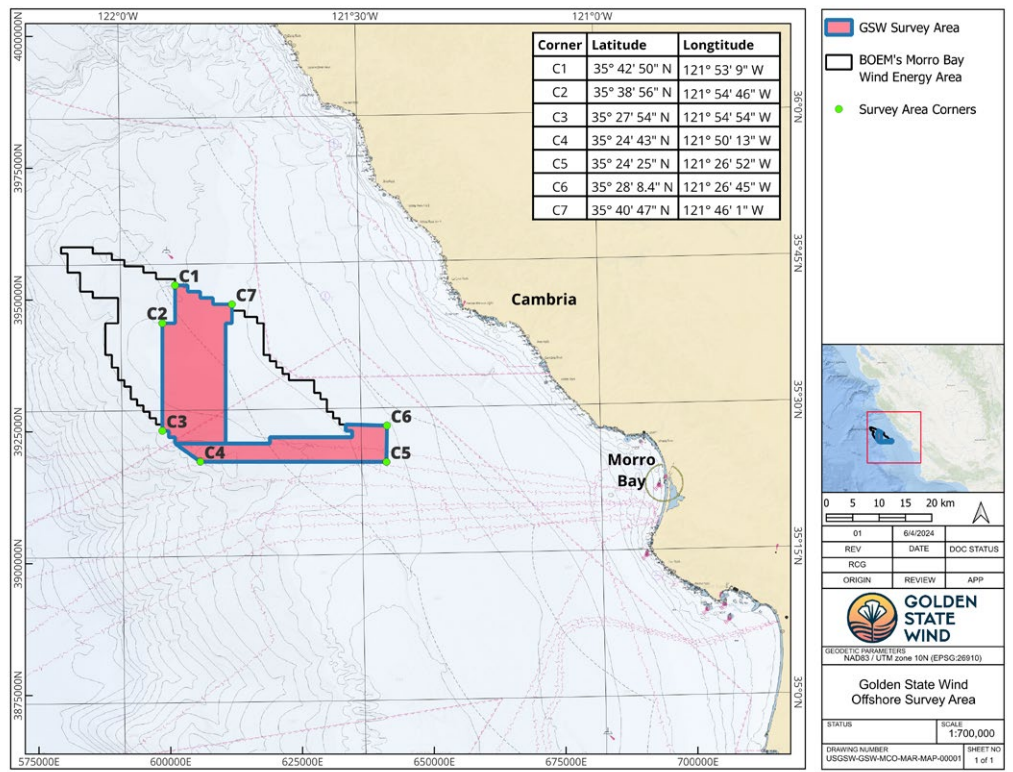 122°0'W 121°30'W 121°0'W
4000000N
3975000N
3950000N
3925000N
3900000N
3875000N
Corner Latitude Longtitude
C1 35° 42' 50" N 121° 53' 9" W
C2 35° 38' 56" N 121° 54' 46" W
C3 35° 27' 54" N 121° 54' 54" W
C4 35° 24' 43" N 121° 50' 13" W
C5 35° 24' 25" N 121° 26' 52" W
C6 35° 28' 8.4" N 121° 26' 45" W
C7 35° 40' 47" N 121° 46' 1" W
36°0'N
35°45'N
35°30'N
35°15'N
35°0'N
C1
C7
C2
C3
C6
C4
C5
Cambria
Morro
Bay
575000E 600000E 625000E 650000E 675000E 700000E
GSW Survey Area
BOEM's Morro Bay
Wind Energy Area
Survey Area Corners
0 5 10 15 20 km
01 6/4/2024
REV DATE DOC STATUS
RCG
ORIGIN REVIEW APP
GOLDEN
STATE
WIND
GEODETIC PARAMETERS
NAD83 / UTM zone 10N (EPSG:26910)
Golden State Wind
Offshore Survey Area
STATUS SCALE
1:700,000
DRAWING NUMBER SHEET NO
USGSW-GSW-MCO-MAR-MAP-00001 1 of 1